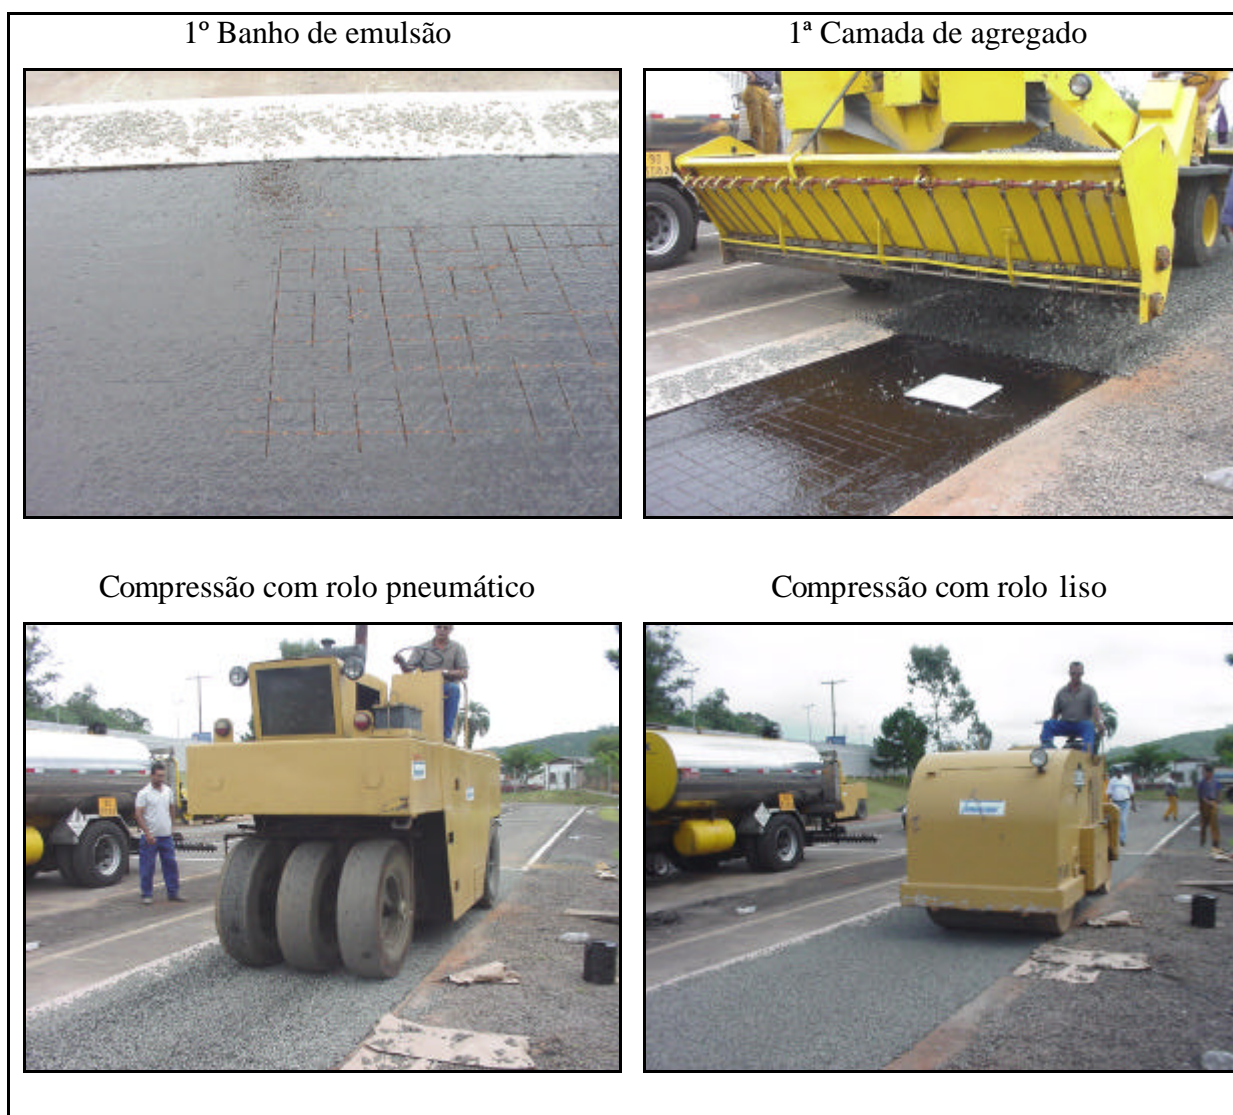 1º Banho de emulsão
1ª Camada de agregado
Compressão com rolo pneumático
Compressão com rolo liso